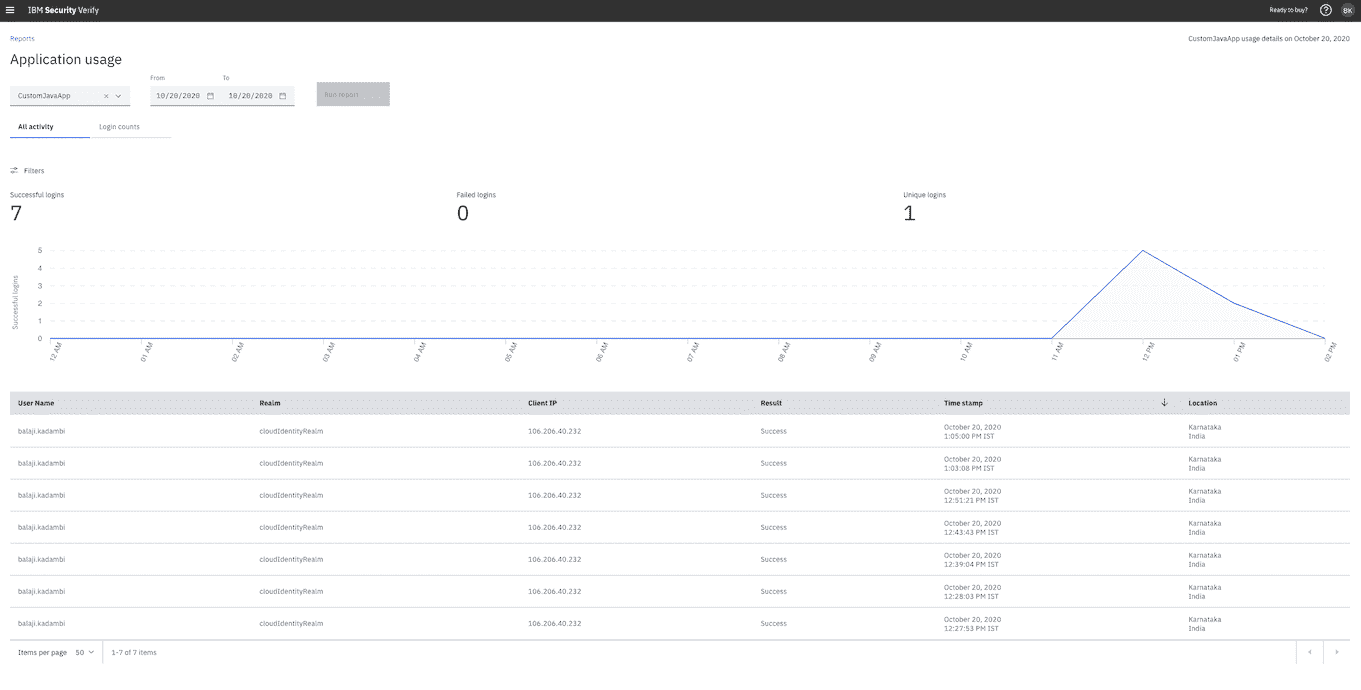 IBM Security Verify
Ready to buy?
BK
Reports
CustomJavaApp usage details on October 20, 2020
Application usage
From
To
CustomJavaApp
10/20/2020
10/20/2020
Run report
All activity
Login counts
Filters
Successful logins
7
Failed logins
0
Unique logins
1
Successful logins
5
4
3
2
1
0
12 AM
01 AM
02 AM
03 AM
04 AM
05 AM
06 AM
07 AM
08 AM
09 AM
10 AM
11 AM
12 PM
01 PM
02 PM
User Name Realm Client IP Result Time stamp Location
balaji.kadambi cloudIdentityRealm 106.206.40.232 Success October 20, 2020 Karnataka
1:05:00 PM IST India
balaji.kadambi cloudIdentityRealm 106.206.40.232 Success October 20, 2020 Karnataka
1:03:08 PM IST India
balaji.kadambi cloudIdentityRealm 106.206.40.232 Success October 20, 2020 Karnataka
12:51:21 PM IST India
balaji.kadambi cloudIdentityRealm 106.206.40.232 Success October 20, 2020 Karnataka
12:43:43 PM IST India
balaji.kadambi cloudIdentityRealm 106.206.40.232 Success October 20, 2020 Karnataka
12:39:04 PM IST India
balaji.kadambi cloudIdentityRealm 106.206.40.232 Success October 20, 2020 Karnataka
12:28:03 PM IST India
balaji.kadambi cloudIdentityRealm 106.206.40.232 Success October 20, 2020 Karnataka
12:27:53 PM IST India
Items per page 50 1-7 of 7 items